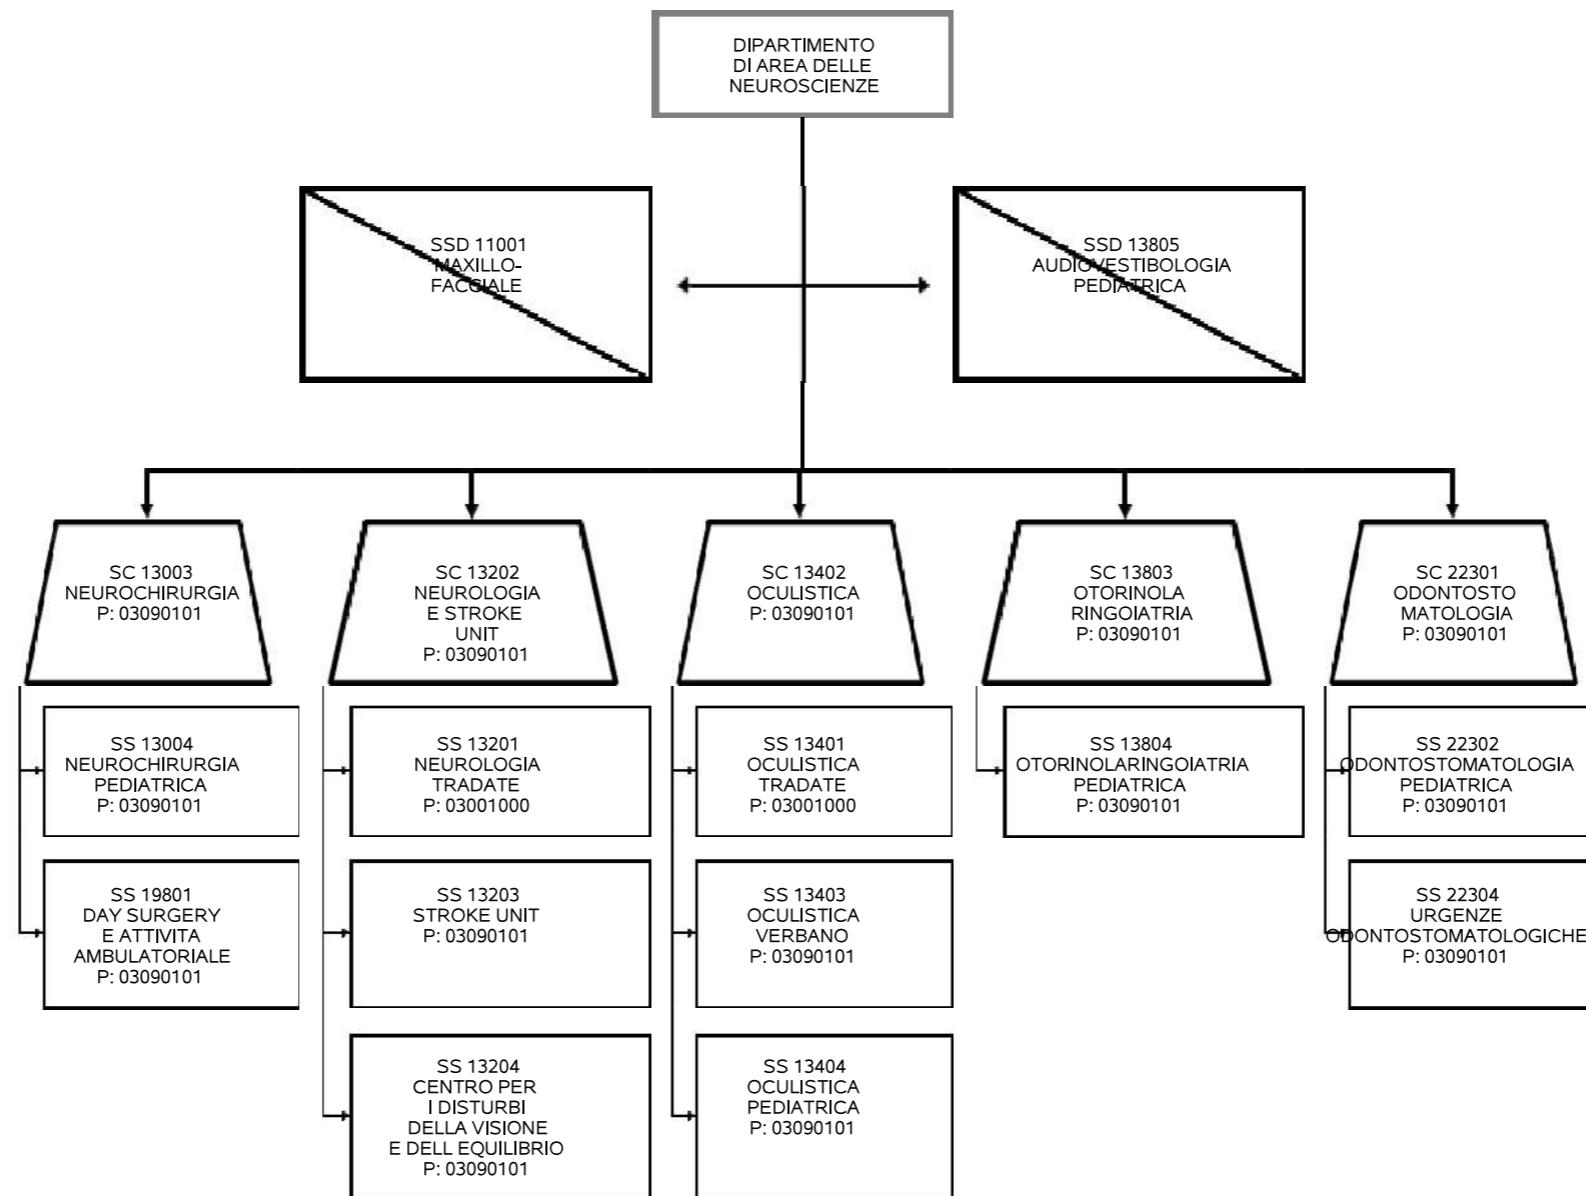 DIPARTIMENTO
DI AREA DELLE
NEUROSCIENZE
SSD 11001
MAXILLO-
FACCIALE
SSD 13805
AUDIOVESTIBOLOGIA
PEDIATRICA
SC 13003
NEUROCHIRURGIA
P: 03090101
SC 13202
NEUROLOGIA
E STROKE
UNIT
P: 03090101
SC 13402
OCULISTICA
P: 03090101
SC 13803
OTORINOLA
RINGOIATRIA
P: 03090101
SC 22301
ODONTOSTO
MATOLOGIA
P: 03090101
SS 13004
NEUROCHIRURGIA
PEDIATRICA
P: 03090101
SS 13201
NEUROLOGIA
TRADATE
P: 03001000
SS 13401
OCULISTICA
TRADATE
P: 03001000
SS 13804
OTORINOLARINGOIATRIA
PEDIATRICA
P: 03090101
SS 22302
ODONTOSTOMATOLOGIA
PEDIATRICA
P: 03090101
SS 19801
DAY SURGERY
E ATTIVITA
AMBULATORIALE
P: 03090101
SS 13203
STROKE UNIT
P: 03090101
SS 13403
OCULISTICA
VERBANO
P: 03090101
SS 22304
URGENZE
ODONTOSTOMATOLOGICHE
P: 03090101
SS 13204
CENTRO PER
I DISTURBI
DELLA VISIONE
E DELL EQUILIBRIO
P: 03090101
SS 13404
OCULISTICA
PEDIATRICA
P: 03090101